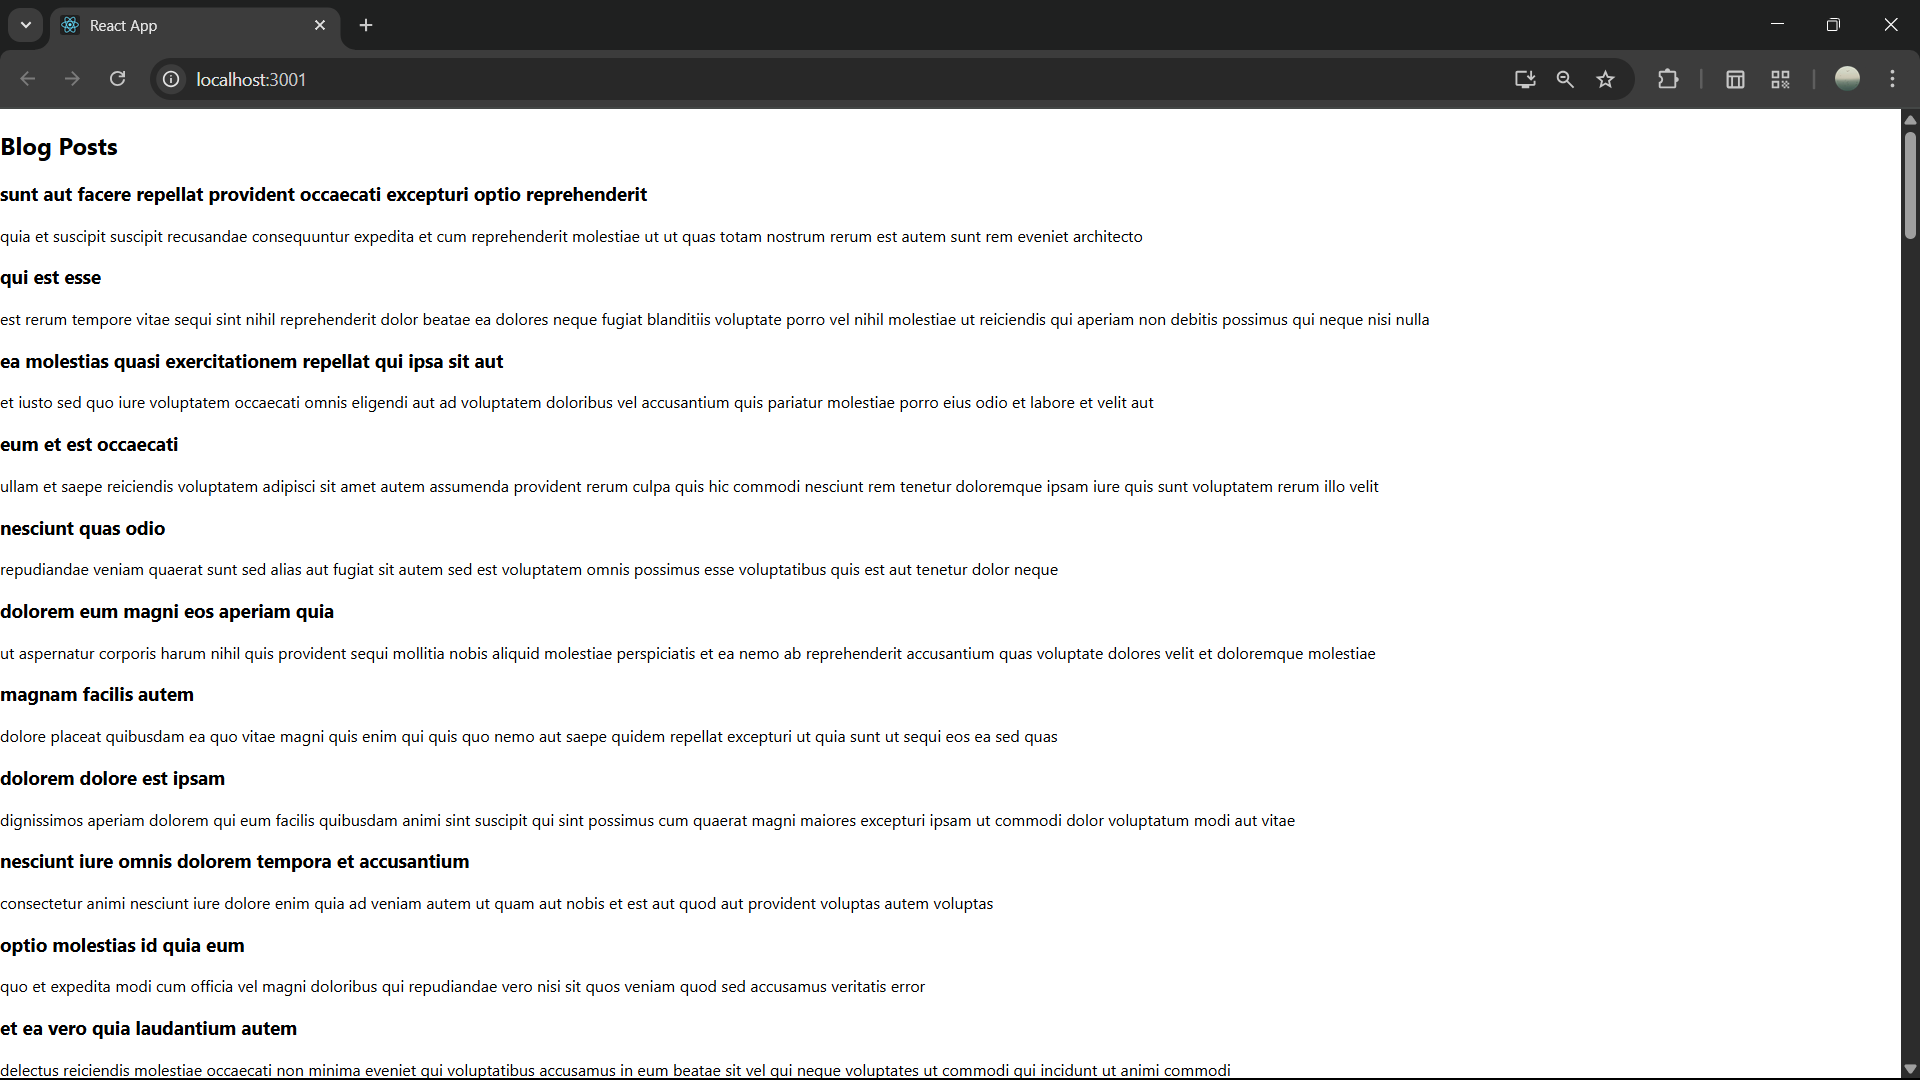 React App
localhost:3001
Blog Posts
sunt aut facere repellat provident occaecati excepturi optio reprehenderit
quia et suscipit suscipit recusandae consequuntur expedita et cum reprehenderit molestiae ut ut quas totam nostrum rerum est autem sunt rem eveniet architecto
qui est esse
est rerum tempore vitae sequi sint nihil reprehenderit dolor beatae ea dolores neque fugiat blanditiis voluptate porro vel nihil molestiae ut reiciendis qui aperiam non debitis possimus qui neque nisi nulla
ea molestias quasi exercitationem repellat qui ipsa sit aut
et iusto sed quo iure voluptatem occaecati omnis eligendi aut ad voluptatem doloribus vel accusantium quis pariatur molestiae porro eius odio et labore et velit aut
eum et est occaecati
ullam et saepe reiciendis voluptatem adipisci sit amet autem assumenda provident rerum culpa quis hic commodi nesciunt rem tenetur doloremque ipsam iure quis sunt voluptatem rerum illo velit
nesciunt quas odio
repudiandae veniam quaerat sunt sed alias aut fugiat sit autem sed est voluptatem omnis possimus esse voluptatibus quis est aut tenetur dolor neque
dolorem eum magni eos aperiam quia
ut aspernatur corporis harum nihil quis provident sequi mollitia nobis aliquid molestiae perspiciatis et ea nemo ab reprehenderit accusantium quas voluptate dolores velit et doloremque molestiae
magnam facilis autem
dolore placeat quibusdam ea quo vitae magni quis enim qui quis quo nemo aut saepe quidem repellat excepturi ut quia sunt ut sequi eos ea sed quas
dolorem dolore est ipsam
dignissimos aperiam dolorem qui eum facilis quibusdam animi sint suscipit qui sint possimus cum quaerat magni maiores excepturi ipsam ut commodi dolor voluptatum modi aut vitae
nesciunt iure omnis dolorem tempora et accusantium
consectetur animi nesciunt iure dolore enim quia ad veniam autem ut quam aut nobis et est aut quod aut provident voluptas autem voluptas
optio molestias id quia eum
quo et expedita modi cum officia vel magni doloribus qui repudiandae vero nisi sit quos veniam quod sed accusamus veritatis error
et ea vero quia laudantium autem
delectus reiciendis molestiae occaecati non minima eveniet qui voluptatibus accusamus in eum beatae sit vel qui neque voluptates ut commodi qui incidunt ut animi commodi